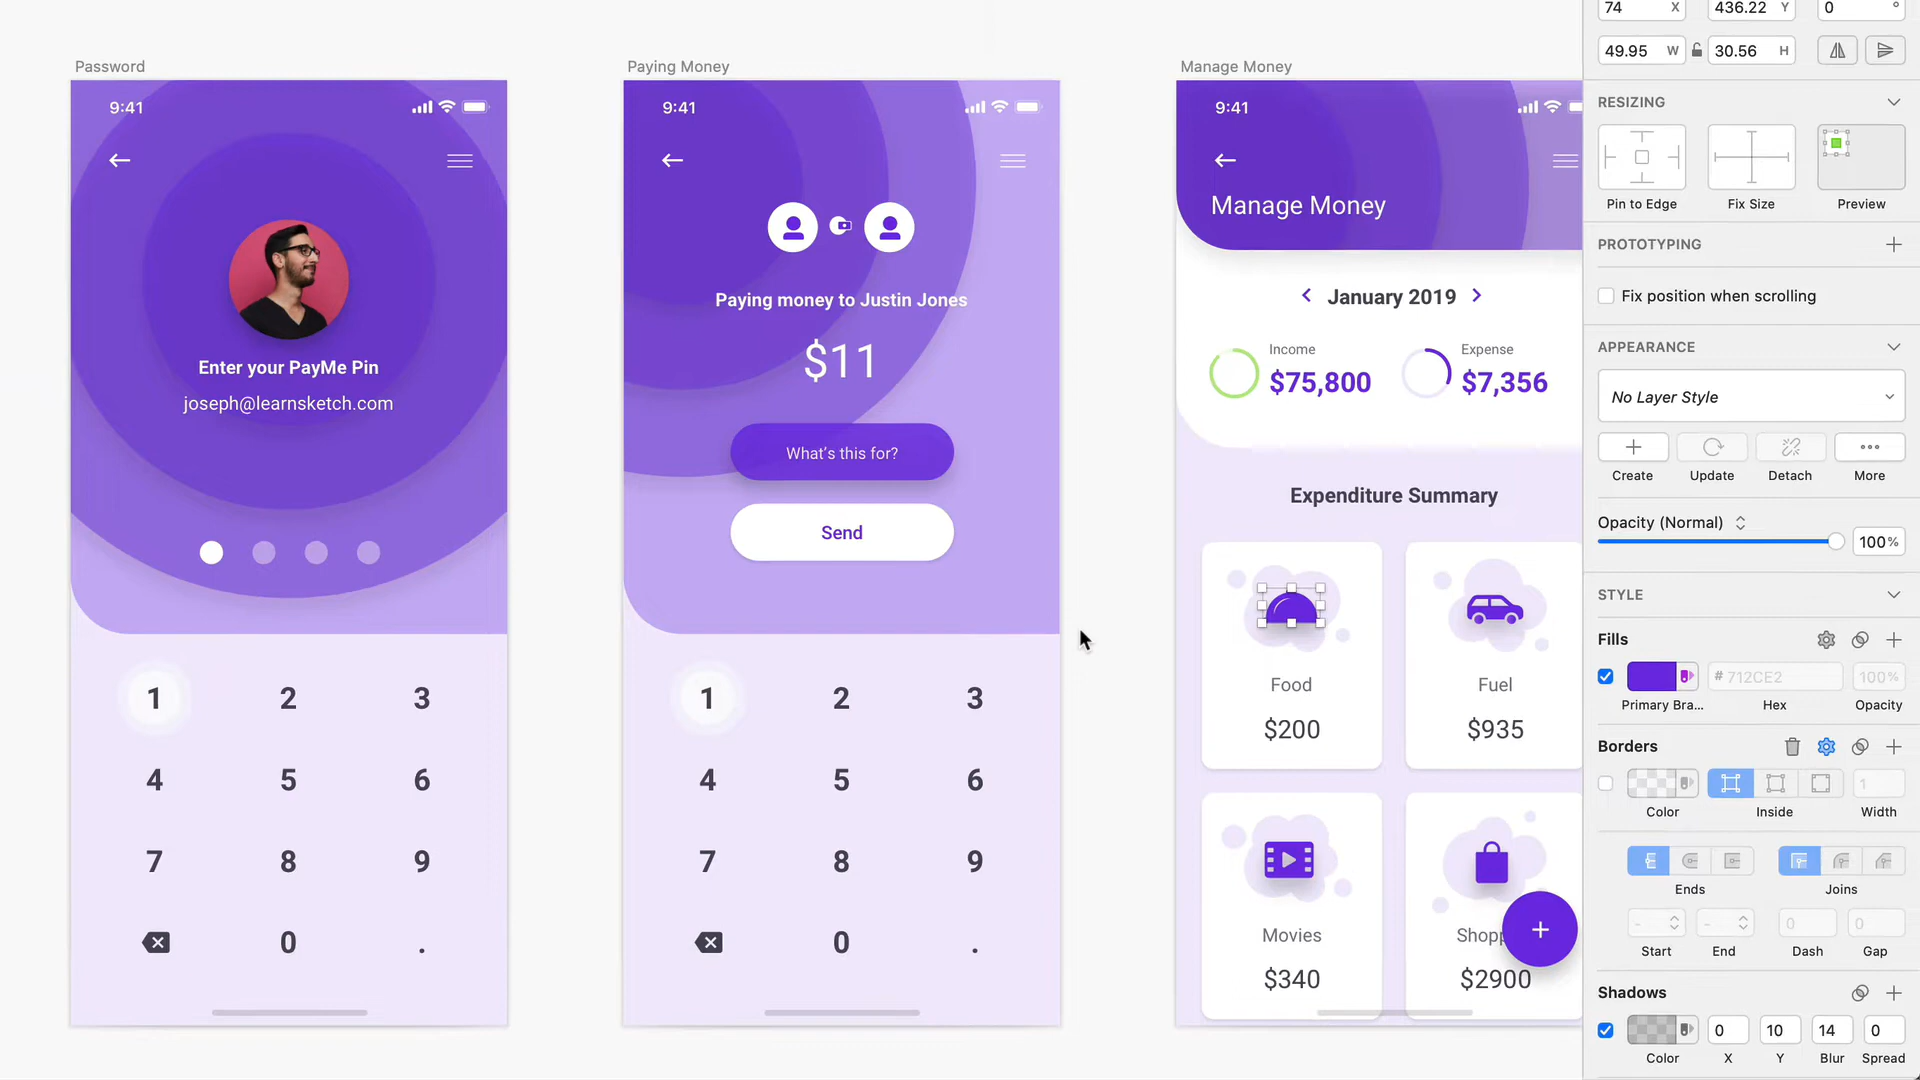 Password
9:41
Enter your PayMe Pin
joseph@learnsketch.com
1 2 3
4 5 6
7 8 9
0 .
Paying Money
9:41
Paying money to Justin Jones
$11
What's this for?
Send
1 2 3
4 5 6
7 8 9
0 .
Manage Money
9:41
Manage Money
January 2019
Income
$75,800
Expense
$7,356
Expenditure Summary
Food
$200
Fuel
$935
Movies
$340
$2900
+
74 X 436.22 Y 0 °
49.95 W 30.56 H
RESIZING
Pin to Edge Fix Size Preview
PROTOTYPING
Fix position when scrolling
APPEARANCE
No Layer Style
Create Update Detach More
Opacity (Normal)
100%
STYLE
Fills
# 712CE2 100%
Primary Bra... Hex Opacity
Borders
1
Color Inside Width
Ends Joins
- - 0 0
Start End Dash Gap
Shadows
0 10 14 0
Color X Y Blur Spread